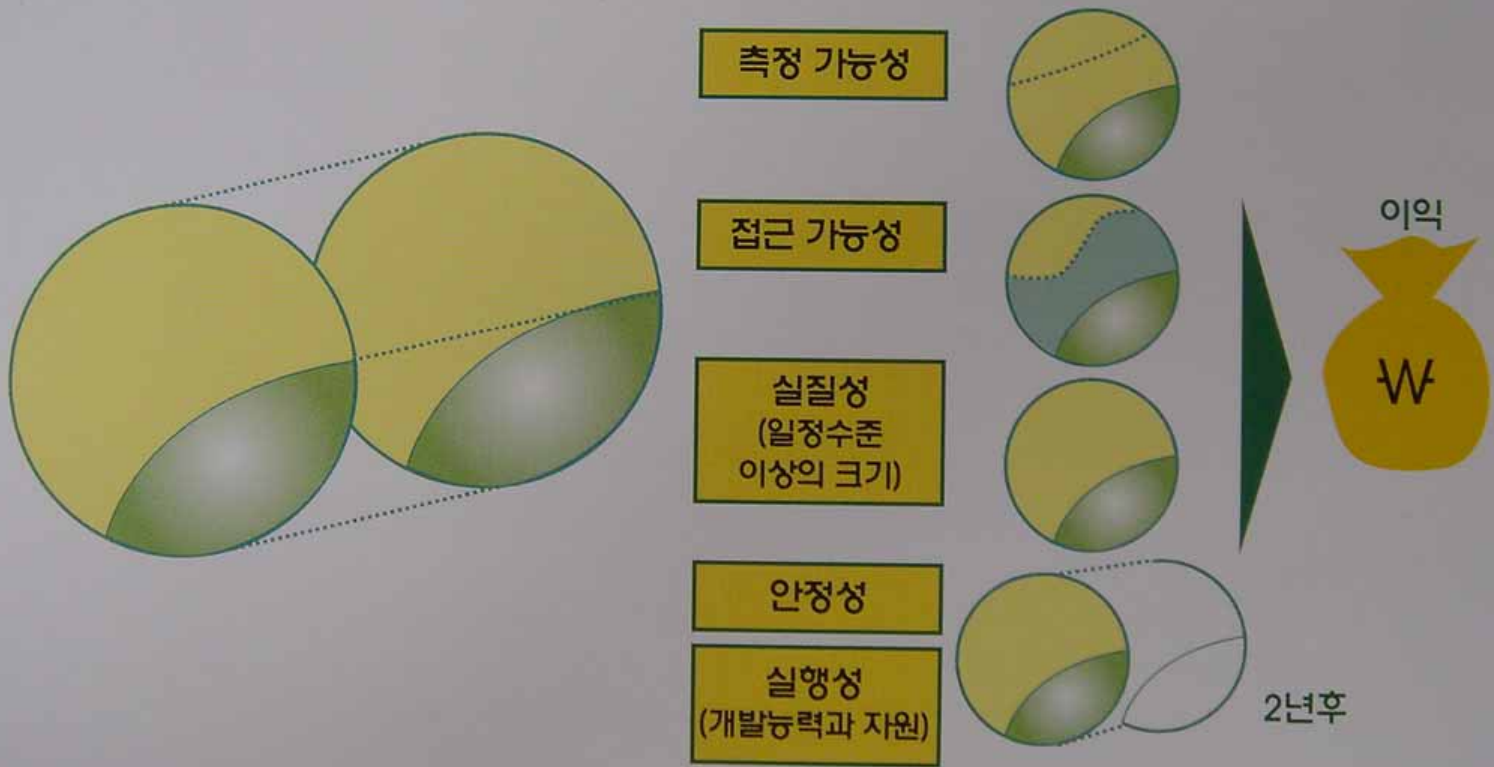 측정 가능성
접근 가능성
실질성
(일정수준
이상의 크기)
안정성
실행성
(개발능력과 자원)
2년후
이익
₩